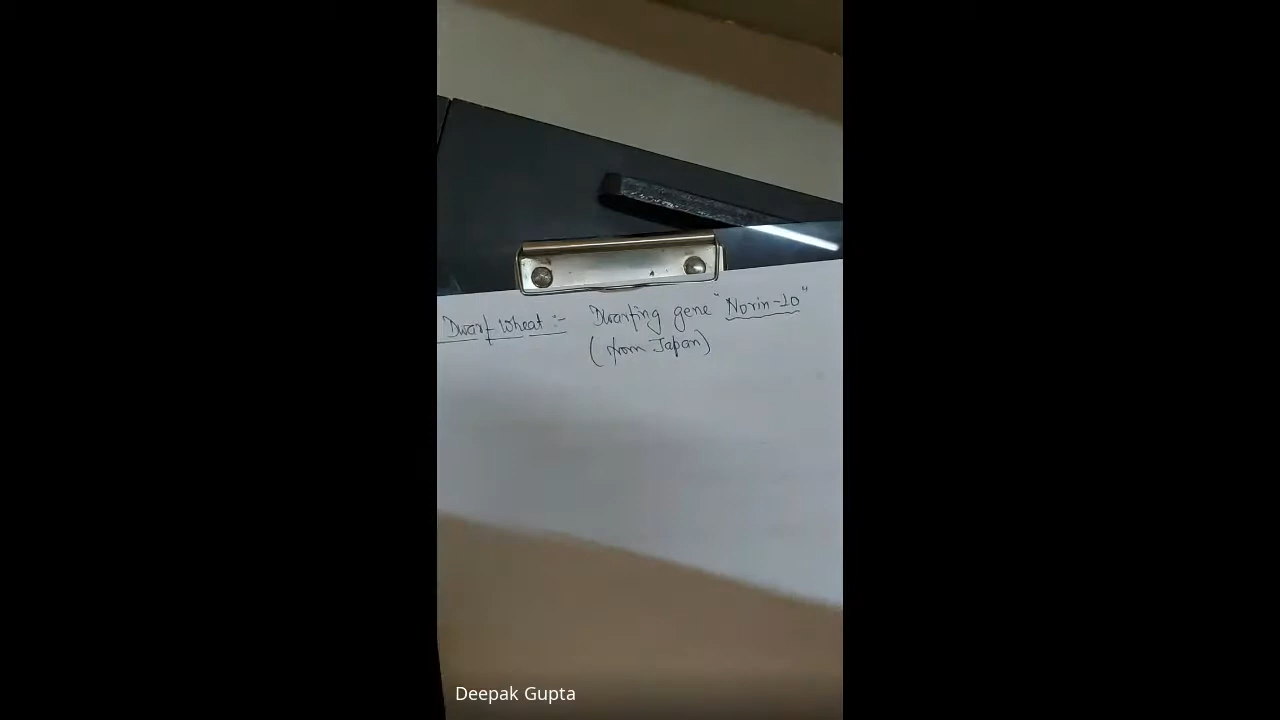 Dwarf Wheat :- Dwarfing gene "Norin-10"
(from Japan)
Deepak Gupta